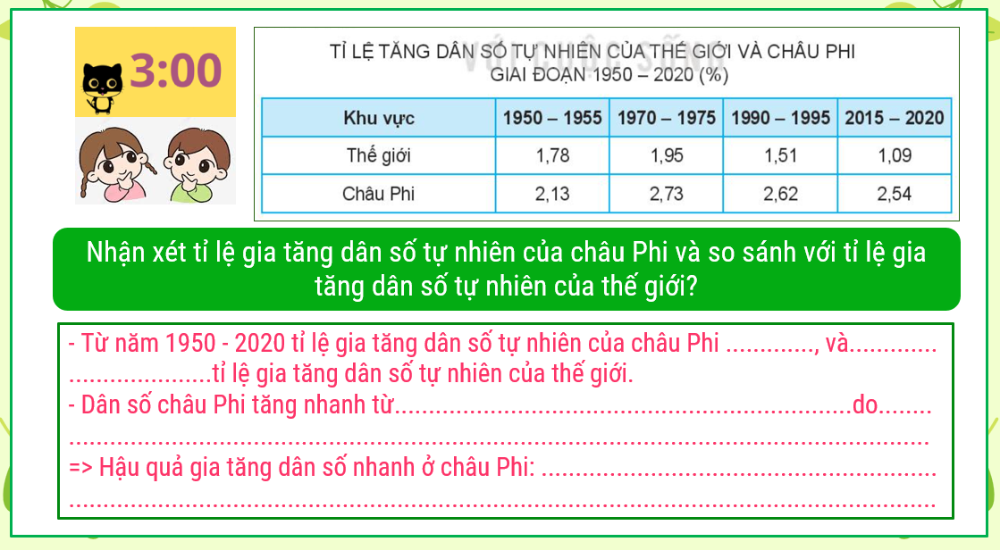 3:00
VỚI CUỘC SỐNG
TỈ LỆ TĂNG DÂN SỐ TỰ NHIÊN CỦA THẾ GIỚI VÀ CHÂU PHI
GIAI ĐOẠN 1950 – 2020 (%)
Khu vực 1950 – 1955 1970 – 1975 1990 – 1995 2015 – 2020
Thế giới 1,78 1,95 1,51 1,09
Châu Phi 2,13 2,73 2,62 2,54
Nhận xét tỉ lệ gia tăng dân số tự nhiên của châu Phi và so sánh với tỉ lệ gia
tăng dân số tự nhiên của thế giới?
- Từ năm 1950 - 2020 tỉ lệ gia tăng dân số tự nhiên của châu Phi ............., và.............
.....................tỉ lệ gia tăng dân số tự nhiên của thế giới.
- Dân số châu Phi tăng nhanh từ...................................................................do........
..............................................................................................................................
=> Hậu quả gia tăng dân số nhanh ở châu Phi: ..........................................................
...............................................................................................................................